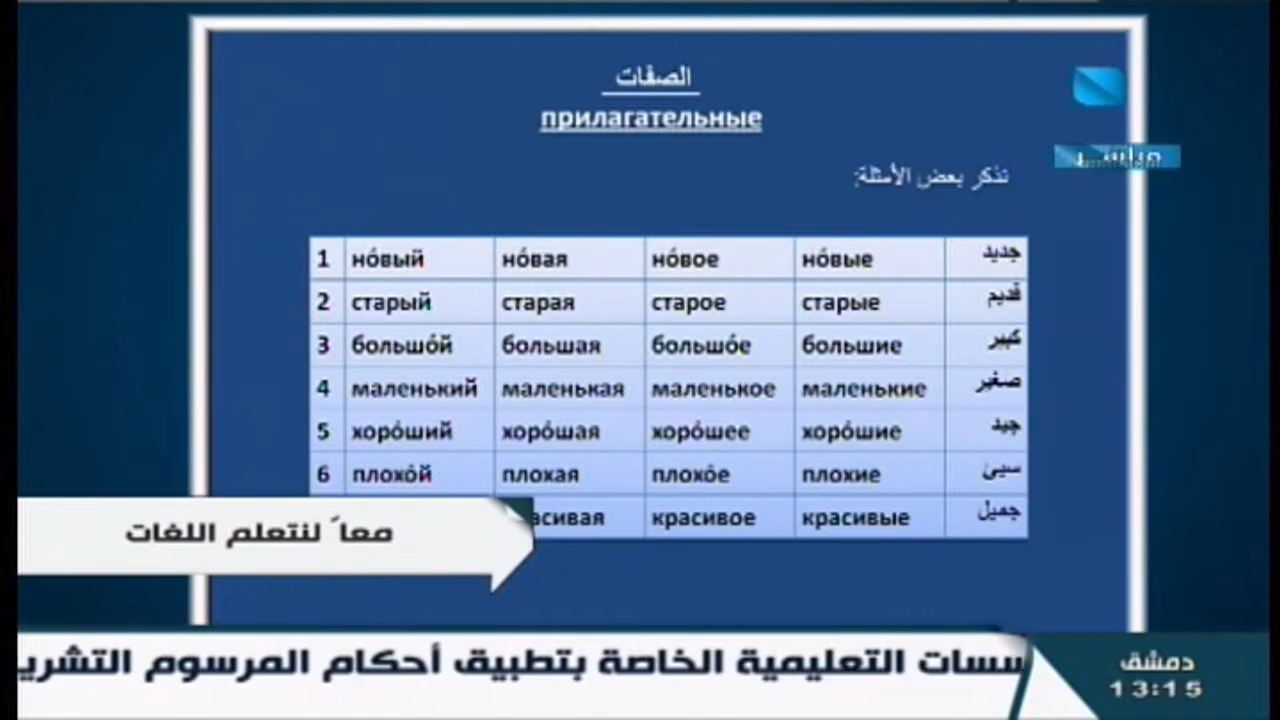 الصفات
прилагательные
مباشر
نذكر بعض الأمثلة:
1 но́вый но́вая но́вое но́вые جديد
2 старый старая старое старые قديم
3 большо́й большая большо́е большие كبير
4 маленький маленькая маленькое маленькие صغير
5 хоро́ший хоро́шая хоро́шее хоро́шие جيد
6 плохо́й плохая плохо́е плохие سيئ
асивая красивое красивые جميل
معاً لنتعلم اللغات
سسات التعليمية الخاصة بتطبيق أحكام المرسوم التشري
دمشق
13:15